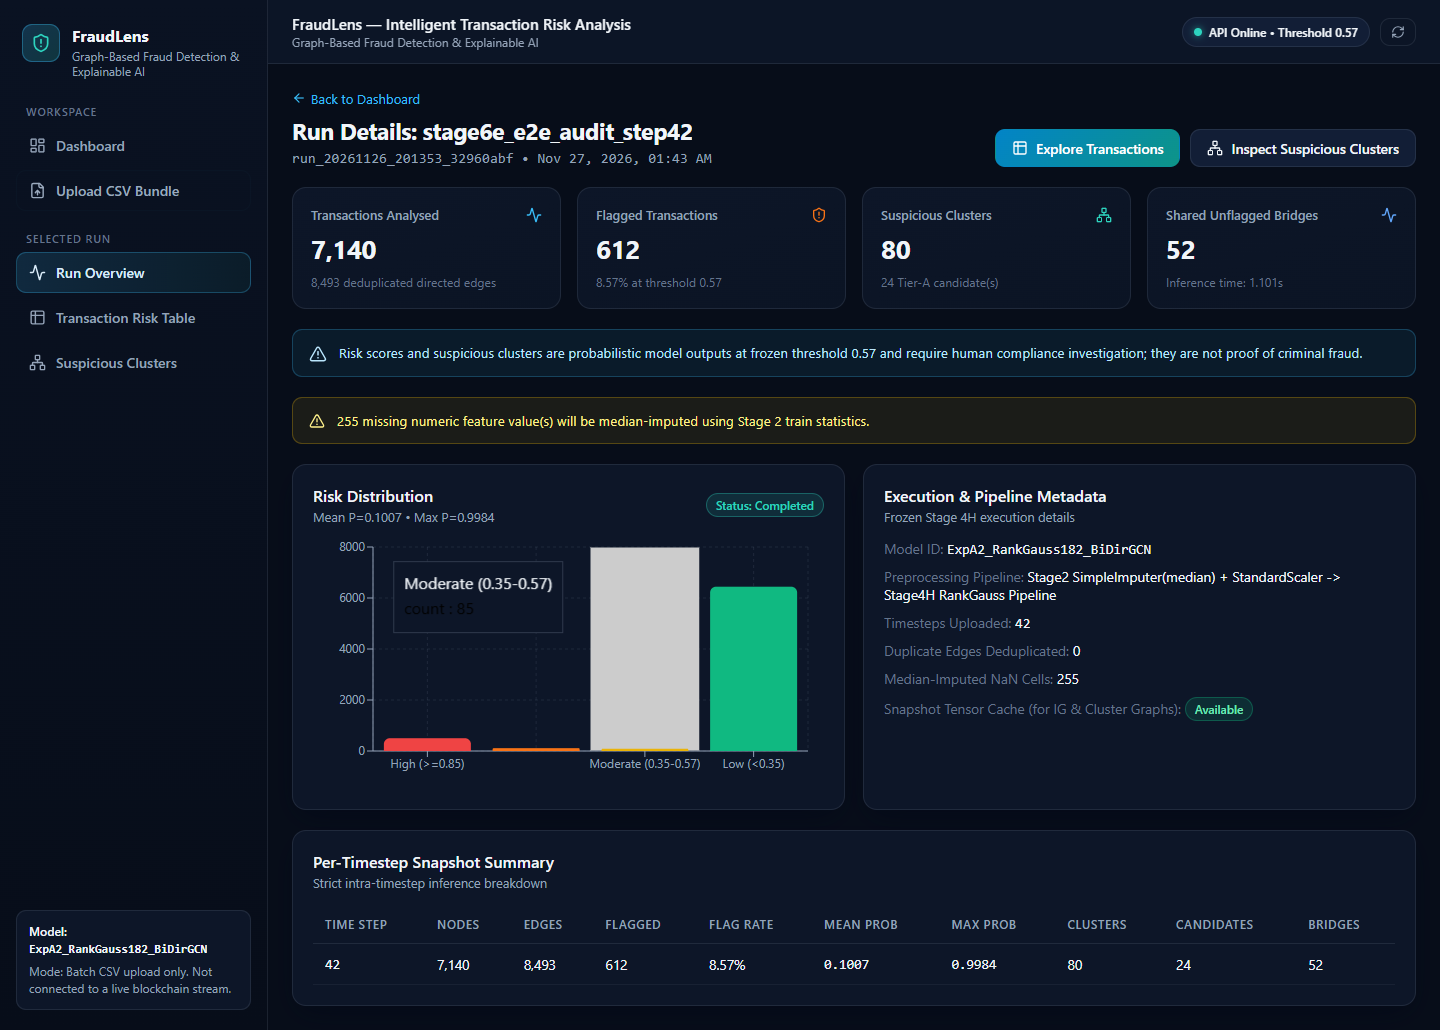 FraudLens
Graph-Based Fraud Detection &
Explainable AI
WORKSPACE
Dashboard
Upload CSV Bundle
SELECTED RUN
Run Overview
Transaction Risk Table
Suspicious Clusters
Model:
ExpA2_RankGauss182_BiDirGCN
Mode: Batch CSV upload only. Not
connected to a live blockchain stream.
FraudLens — Intelligent Transaction Risk Analysis
Graph-Based Fraud Detection & Explainable AI
API Online • Threshold 0.57
← Back to Dashboard
Run Details: stage6e_e2e_audit_step42
run_20261126_201353_32960abf • Nov 27, 2026, 01:43 AM
Explore Transactions
Inspect Suspicious Clusters
Transactions Analysed
7,140
8,493 deduplicated directed edges
Flagged Transactions
612
8.57% at threshold 0.57
Suspicious Clusters
80
24 Tier-A candidate(s)
Shared Unflagged Bridges
52
Inference time: 1.101s
Risk scores and suspicious clusters are probabilistic model outputs at frozen threshold 0.57 and require human compliance investigation; they are not proof of criminal fraud.
255 missing numeric feature value(s) will be median-imputed using Stage 2 train statistics.
Risk Distribution
Mean P=0.1007 • Max P=0.9984
Status: Completed
8000
6000
4000
2000
0
Moderate (0.35-0.57)
count : 85
High (>=0.85)
Moderate (0.35-0.57)
Low (<0.35)
Execution & Pipeline Metadata
Frozen Stage 4H execution details
Model ID: ExpA2_RankGauss182_BiDirGCN
Preprocessing Pipeline: Stage2 SimpleImputer(median) + StandardScaler ->
Stage4H RankGauss Pipeline
Timesteps Uploaded: 42
Duplicate Edges Deduplicated: 0
Median-Imputed NaN Cells: 255
Snapshot Tensor Cache (for IG & Cluster Graphs): Available
Per-Timestep Snapshot Summary
Strict intra-timestep inference breakdown
TIME STEP NODES EDGES FLAGGED FLAG RATE MEAN PROB MAX PROB CLUSTERS CANDIDATES BRIDGES
42 7,140 8,493 612 8.57% 0.1007 0.9984 80 24 52